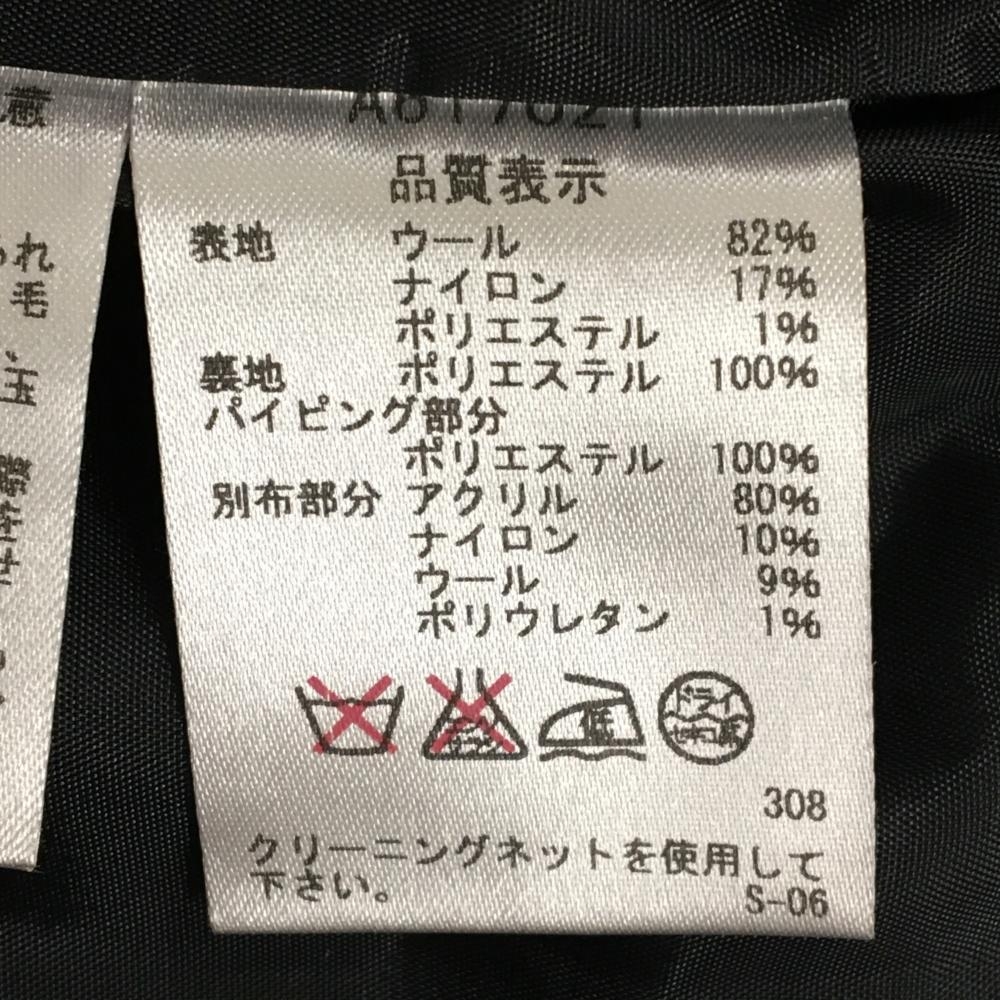 品質表示
表地 ウール 82%
ナイロン 17%
ポリエステル 1%
裏地 ポリエステル 100%
パイピング部分
ポリエステル 100%
別布部分 アクリル 80%
ナイロン 10%
ウール 9%
ポリウレタン 1%
低
ドライ
308
クリーニングネットを使用して
下さい。
S-06
れ
毛
玉
際